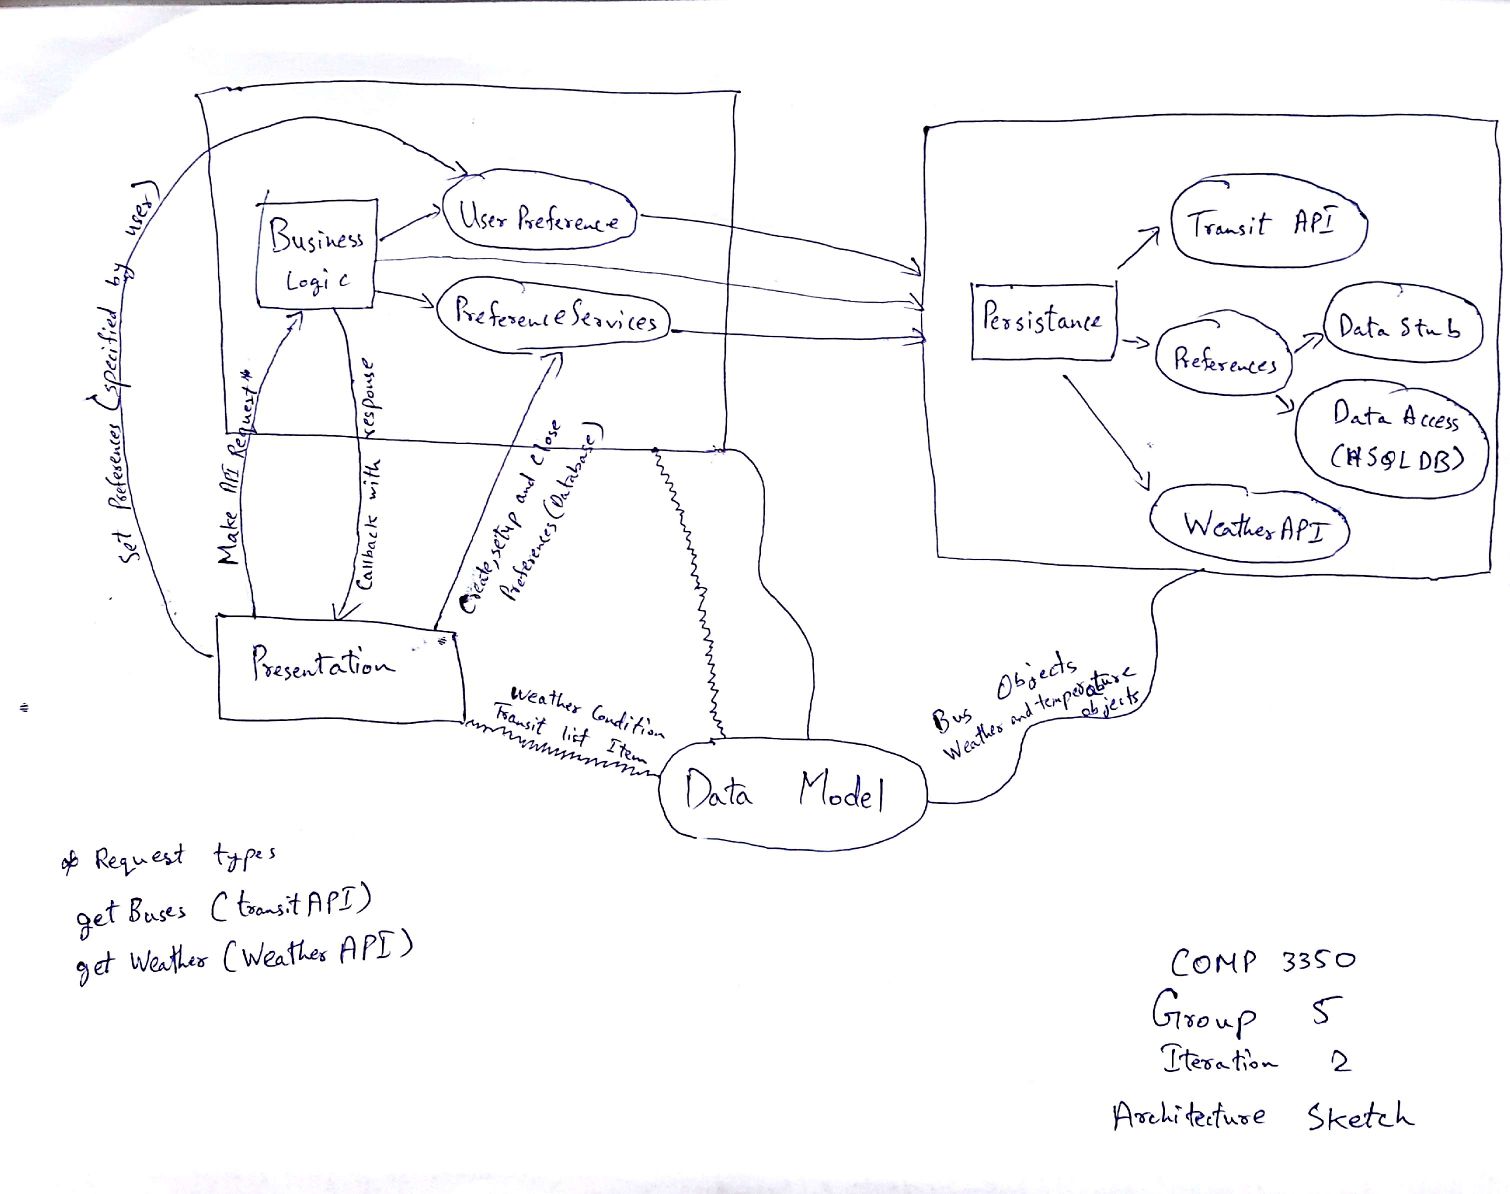 Set Preferences (specified by user)
User Preference
Business
Logic
Preference Services
Make API Request*
Callback with response
Create, setup and close
Preferences (Database)
Presentation
Transit API
Persistance
Preferences
Data Stub
Data Access
(HSQLDB)
Weather API
Weather Condition
Transit list Item
Data Model
Bus Objects
Weather and temperature
objects
* Request types
get Buses (transit API)
get Weather (Weather API)
COMP 3350
Group 5
Iteration 2
Architecture Sketch